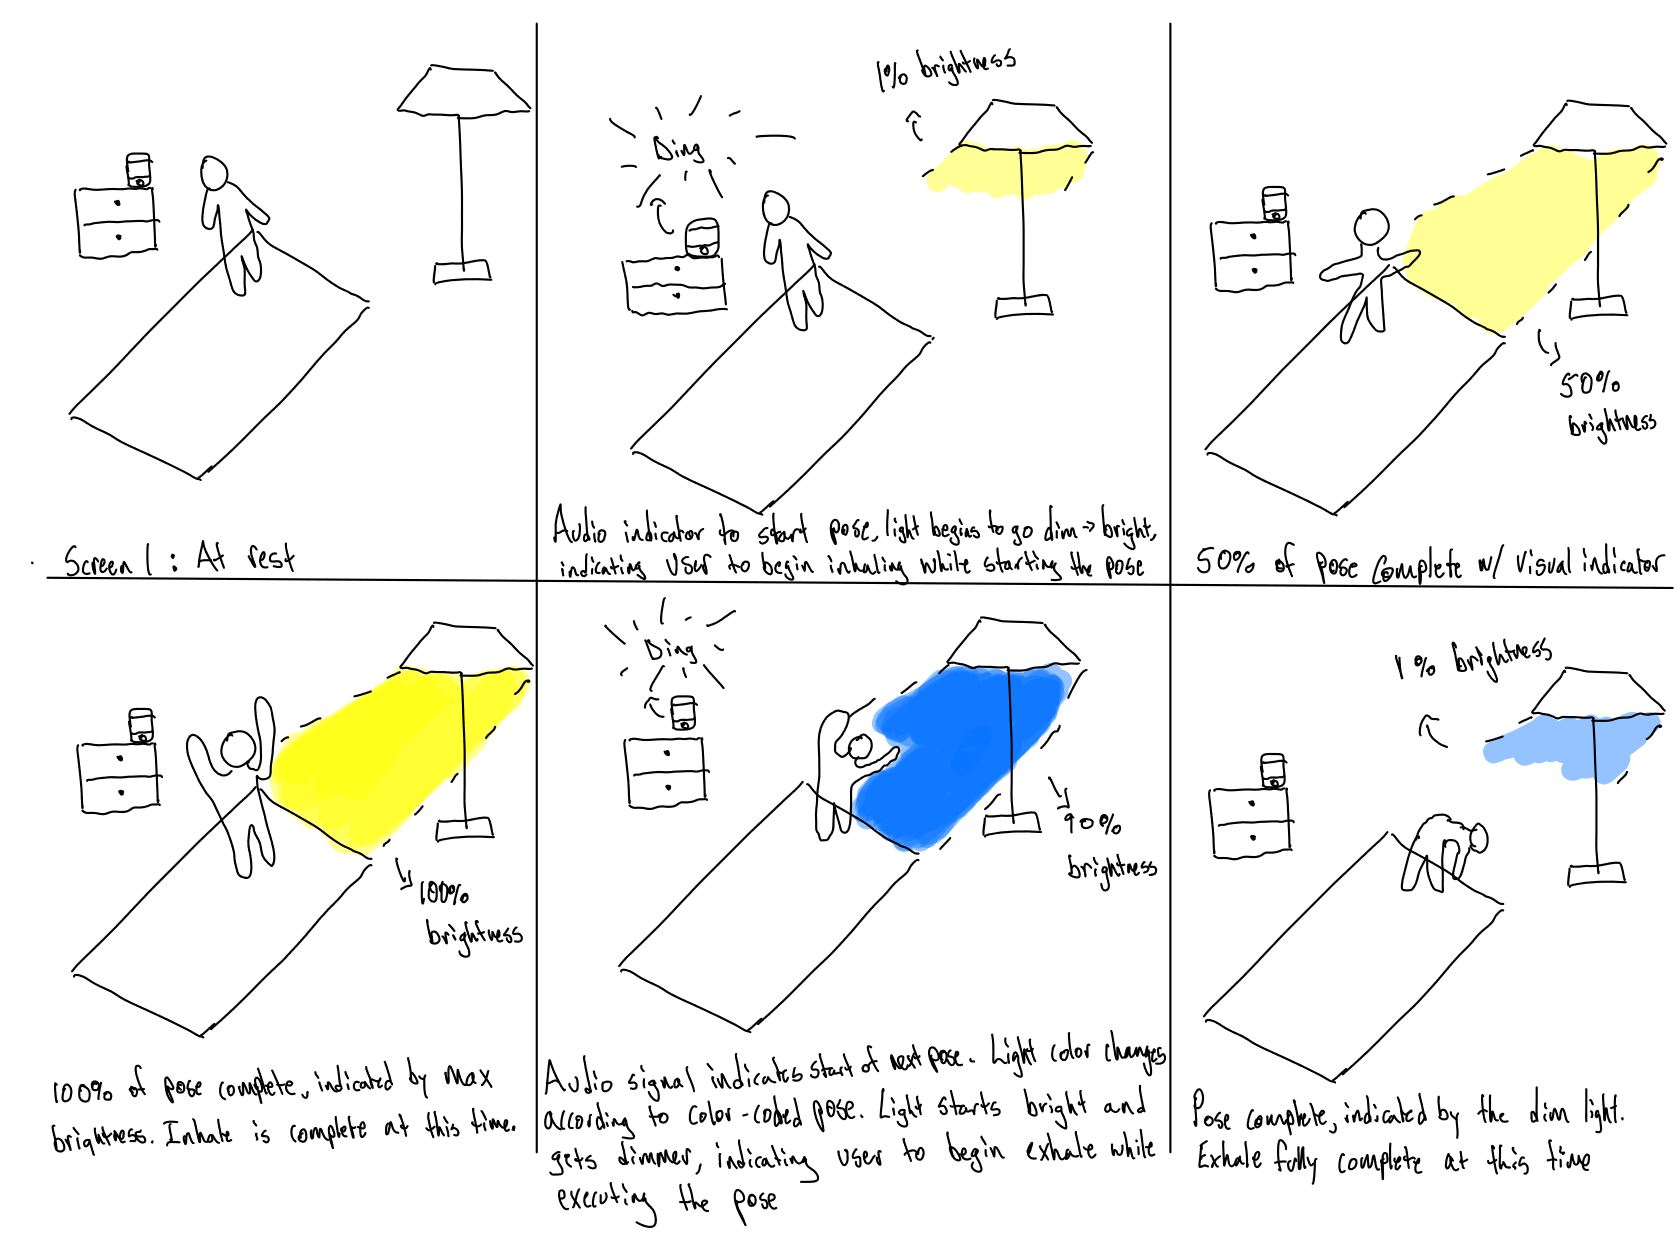 Screen 1 : At rest
Ding
1% brightness
Audio indicator to start pose, light begins to go dim → bright,
indicating user to begin inhaling while starting the pose
50%
brightness
50% of pose complete w/ visual indicator
100%
brightness
100% of pose complete, indicated by max
brightness. Inhale is complete at this time.
Ding
90%
brightness
Audio signal indicates start of next pose. Light color changes
according to color-coded pose. Light starts bright and
gets dimmer, indicating user to begin exhale while
executing the pose
1% brightness
Pose complete, indicated by the dim light.
Exhale fully complete at this time